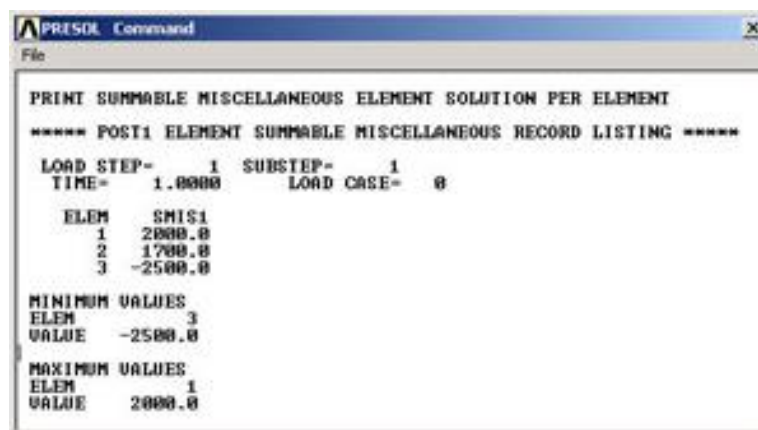 PRESOL Command
File
PRINT SUMMABLE MISCELLANEOUS ELEMENT SOLUTION PER ELEMENT
***** POST1 ELEMENT SUMMABLE MISCELLANEOUS RECORD LISTING *****
LOAD STEP= 1 SUBSTEP= 1
TIME= 1.0000 LOAD CASE= 0
ELEM SMIS1
1 2000.0
2 1700.0
3 -2500.0
MINIMUM VALUES
ELEM 3
VALUE -2500.0
MAXIMUM VALUES
ELEM 1
VALUE 2000.0